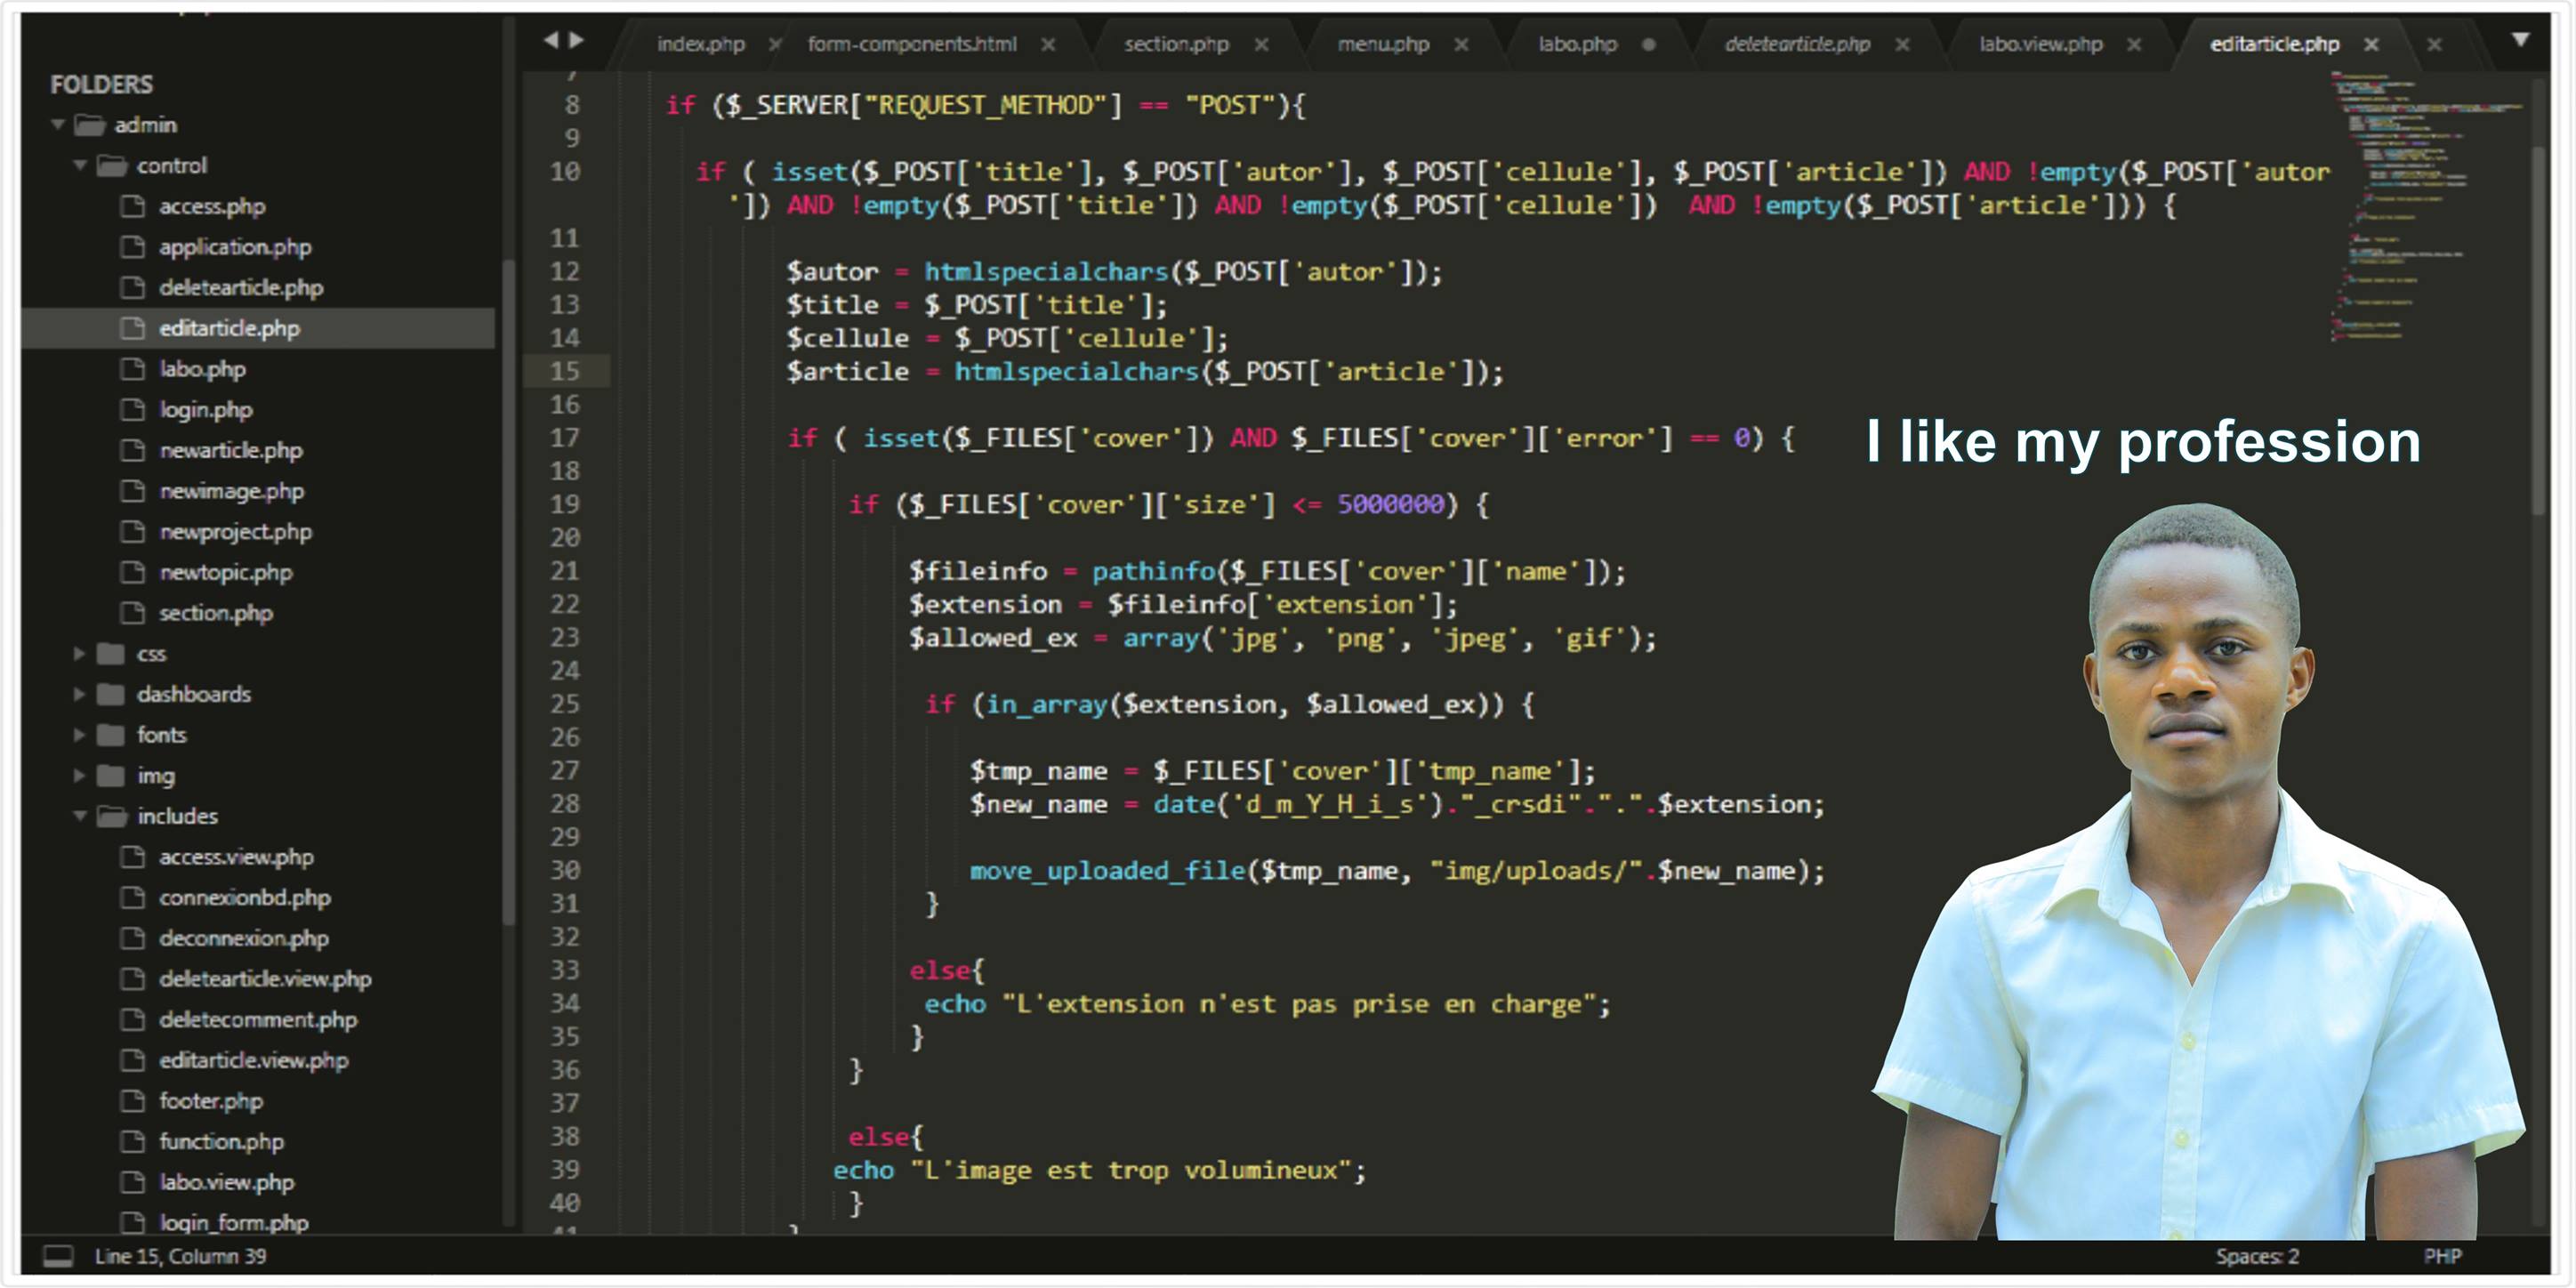 index.php
form-components.html
section.php
menu.php
labo.php
deletearticle.php
labo.view.php
editarticle.php
FOLDERS
admin
control
access.php
application.php
deletearticle.php
editarticle.php
labo.php
login.php
newarticle.php
newimage.php
newproject.php
newtopic.php
section.php
css
dashboards
fonts
img
includes
access.view.php
connexionbd.php
deconnexion.php
deletearticle.view.php
deletecomment.php
editarticle.view.php
footer.php
function.php
labo.view.php
login_form.php
7
8 if ($_SERVER["REQUEST_METHOD"] == "POST"){
9
10 if ( isset($_POST['title'], $_POST['autor'], $_POST['cellule'], $_POST['article']) AND !empty($_POST['autor
']) AND !empty($_POST['title']) AND !empty($_POST['cellule']) AND !empty($_POST['article'])) {
11
12 $autor = htmlspecialchars($_POST['autor']);
13 $title = $_POST['title'];
14 $cellule = $_POST['cellule'];
15 $article = htmlspecialchars($_POST['article']);
16
17 if ( isset($_FILES['cover']) AND $_FILES['cover']['error'] == 0) {
18
19 if ($_FILES['cover']['size'] <= 5000000) {
20
21 $fileinfo = pathinfo($_FILES['cover']['name']);
22 $extension = $fileinfo['extension'];
23 $allowed_ex = array('jpg', 'png', 'jpeg', 'gif');
24
25 if (in_array($extension, $allowed_ex)) {
26
27 $tmp_name = $_FILES['cover']['tmp_name'];
28 $new_name = date('d_m_Y_H_i_s')."_crsdi".".".$extension;
29
30 move_uploaded_file($tmp_name, "img/uploads/".$new_name);
31 }
32
33 else{
34 echo "L'extension n'est pas prise en charge";
35 }
36 }
37
38 else{
39 echo "L'image est trop volumineux";
40 }
41 }
I like my profession
Line 15, Column 39
Spaces: 2
PHP